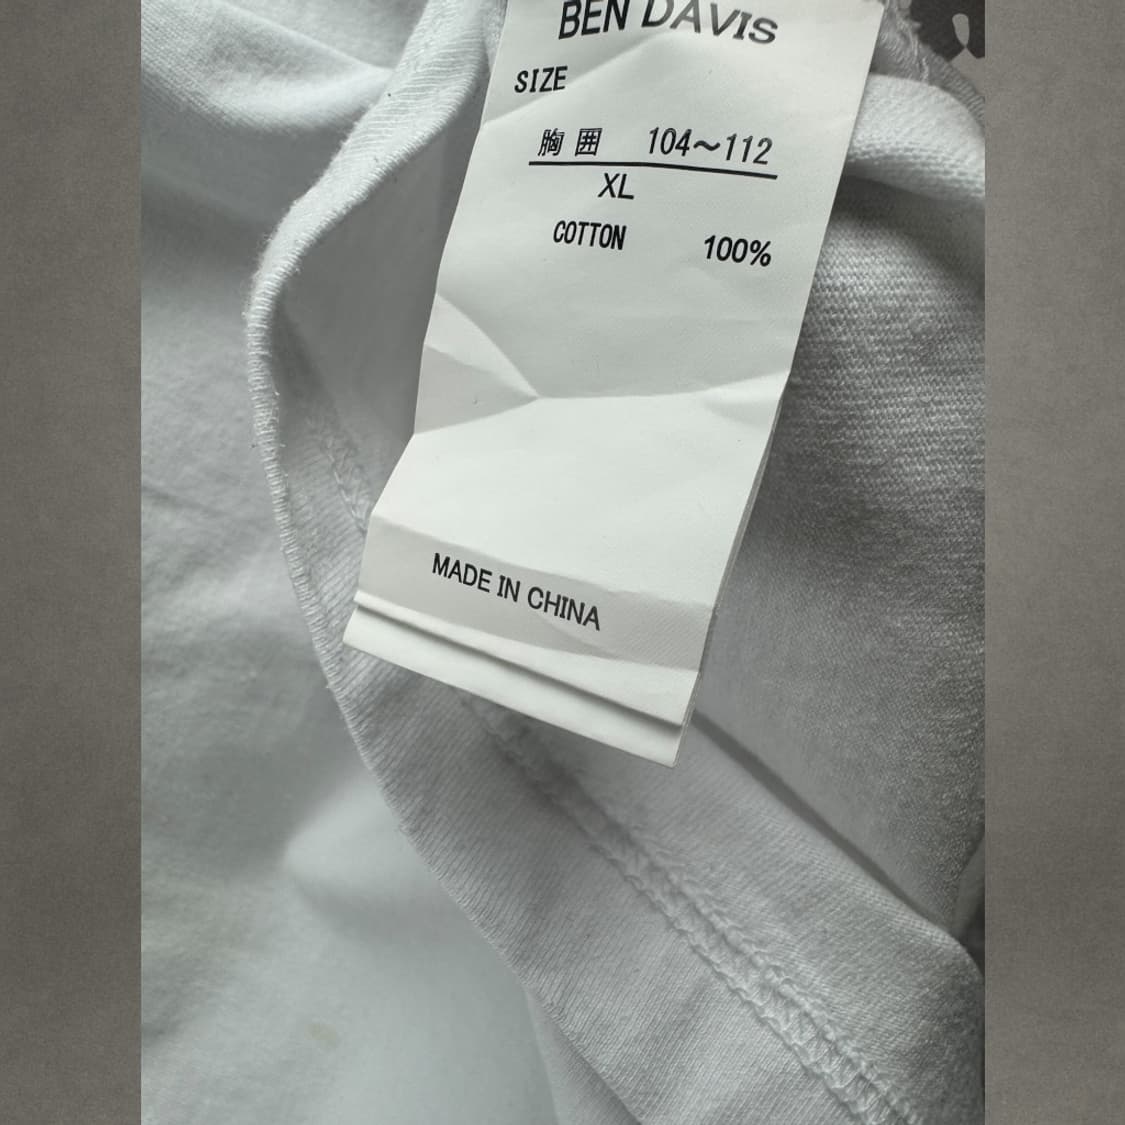 BEN DAVIS
SIZE
胸囲 104～112
XL
COTTON 100%
MADE IN CHINA